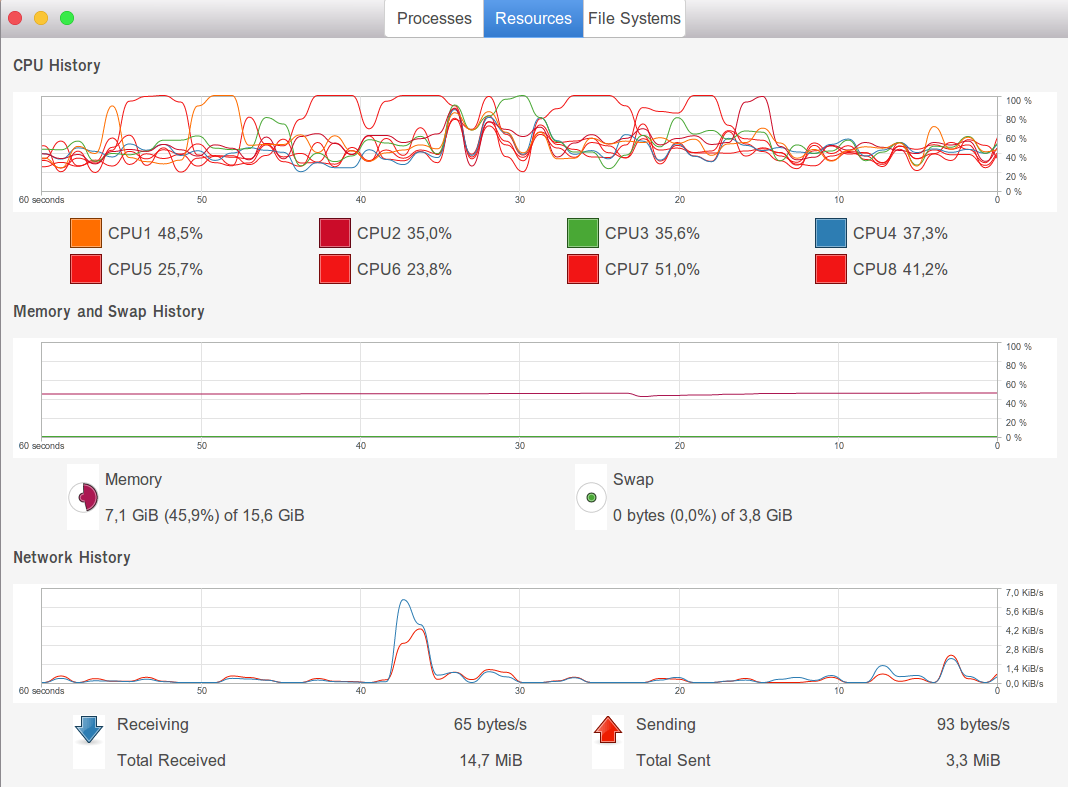 Processes Resources File Systems
CPU History
100 %
80 %
60 %
40 %
20 %
0 %
60 seconds 50 40 30 20 10 0
CPU1 48,5% CPU2 35,0% CPU3 35,6% CPU4 37,3%
CPU5 25,7% CPU6 23,8% CPU7 51,0% CPU8 41,2%
Memory and Swap History
100 %
80 %
60 %
40 %
20 %
0 %
60 seconds 50 40 30 20 10 0
Memory Swap
7,1 GiB (45,9%) of 15,6 GiB 0 bytes (0,0%) of 3,8 GiB
Network History
7,0 KiB/s
5,6 KiB/s
4,2 KiB/s
2,8 KiB/s
1,4 KiB/s
0,0 KiB/s
60 seconds 50 40 30 20 10 0
Receiving 65 bytes/s Sending 93 bytes/s
Total Received 14,7 MiB Total Sent 3,3 MiB